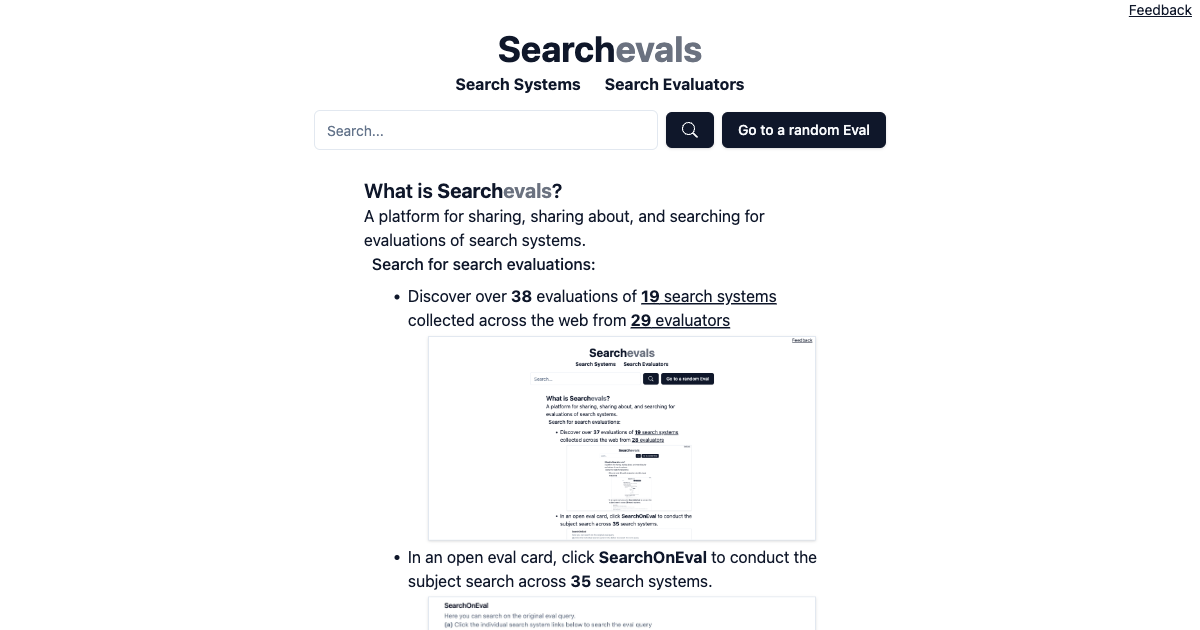 Feedback
Searchevals
Search Systems Search Evaluators
Search...
Go to a random Eval
What is Searchevals?
A platform for sharing, sharing about, and searching for
evaluations of search systems.
Search for search evaluations:
• Discover over 38 evaluations of 19 search systems
collected across the web from 29 evaluators
Feedback
Searchevals
Search Systems Search Evaluators
Search...
Go to a random Eval
What is Searchevals?
A platform for sharing, sharing about, and searching for
evaluations of search systems.
Search for search evaluations:
• Discover over 37 evaluations of 19 search systems
collected across the web from 28 evaluators
• In an open eval card, click SearchOnEval to conduct the
subject search across 35 search systems.
• In an open eval card, click SearchOnEval to conduct the
subject search across 35 search systems.
SearchOnEval
Here you can search on the original eval query.
(a) Click the individual search system links below to search the eval query